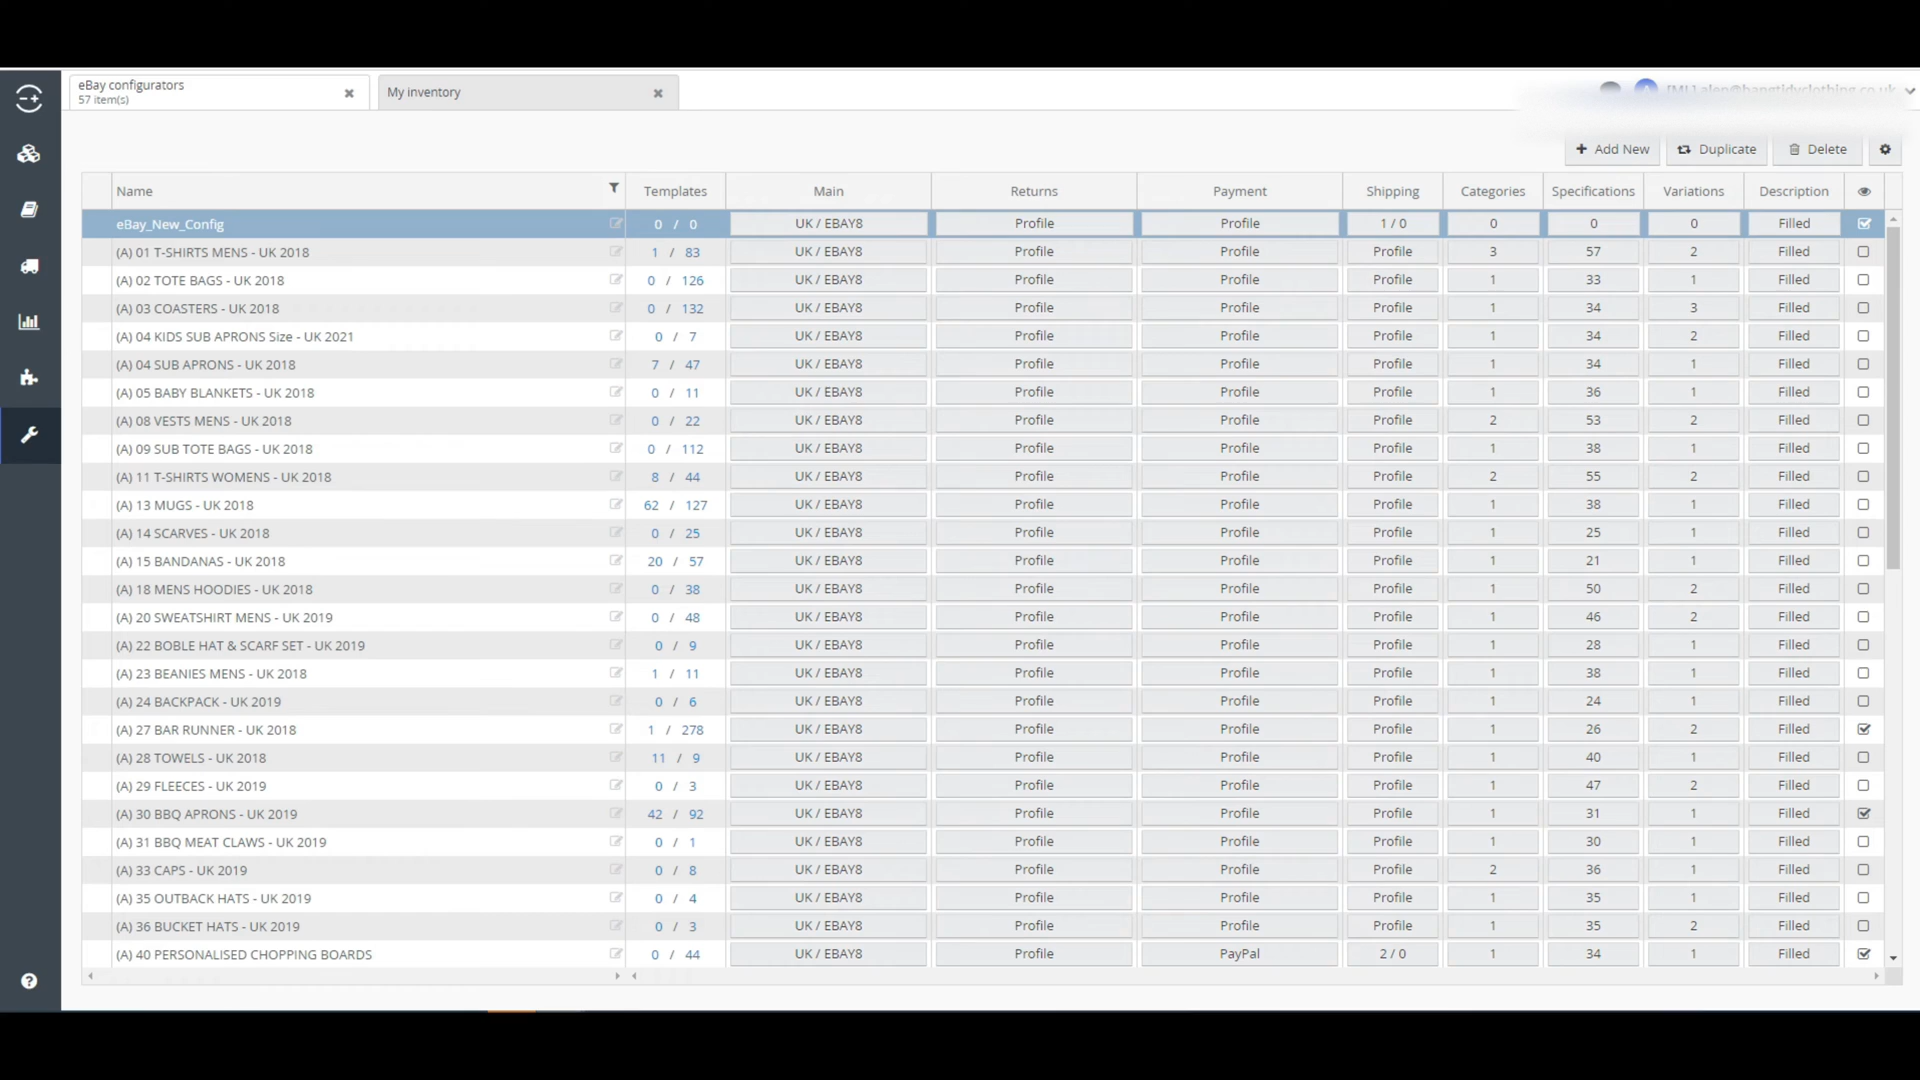 eBay configurators
57 item(s)
My inventory
[ML] alen@bangtidyclothing.co.uk
Add New Duplicate Delete
Name Templates Main Returns Payment Shipping Categories Specifications Variations Description
eBay_New_Config 0 / 0 UK / EBAY8 Profile Profile 1 / 0 0 0 0 Filled
(A) 01 T-SHIRTS MENS - UK 2018 1 / 83 UK / EBAY8 Profile Profile Profile 3 57 2 Filled
(A) 02 TOTE BAGS - UK 2018 0 / 126 UK / EBAY8 Profile Profile Profile 1 33 1 Filled
(A) 03 COASTERS - UK 2018 0 / 132 UK / EBAY8 Profile Profile Profile 1 34 3 Filled
(A) 04 KIDS SUB APRONS Size - UK 2021 0 / 7 UK / EBAY8 Profile Profile Profile 1 34 2 Filled
(A) 04 SUB APRONS - UK 2018 7 / 47 UK / EBAY8 Profile Profile Profile 1 34 1 Filled
(A) 05 BABY BLANKETS - UK 2018 0 / 11 UK / EBAY8 Profile Profile Profile 1 36 1 Filled
(A) 08 VESTS MENS - UK 2018 0 / 22 UK / EBAY8 Profile Profile Profile 2 53 2 Filled
(A) 09 SUB TOTE BAGS - UK 2018 0 / 112 UK / EBAY8 Profile Profile Profile 1 38 1 Filled
(A) 11 T-SHIRTS WOMENS - UK 2018 8 / 44 UK / EBAY8 Profile Profile Profile 2 55 2 Filled
(A) 13 MUGS - UK 2018 62 / 127 UK / EBAY8 Profile Profile Profile 1 38 1 Filled
(A) 14 SCARVES - UK 2018 0 / 25 UK / EBAY8 Profile Profile Profile 1 25 1 Filled
(A) 15 BANDANAS - UK 2018 20 / 57 UK / EBAY8 Profile Profile Profile 1 21 1 Filled
(A) 18 MENS HOODIES - UK 2018 0 / 38 UK / EBAY8 Profile Profile Profile 1 50 2 Filled
(A) 20 SWEATSHIRT MENS - UK 2019 0 / 48 UK / EBAY8 Profile Profile Profile 1 46 2 Filled
(A) 22 BOBLE HAT & SCARF SET - UK 2019 0 / 9 UK / EBAY8 Profile Profile Profile 1 28 1 Filled
(A) 23 BEANIES MENS - UK 2018 1 / 11 UK / EBAY8 Profile Profile Profile 1 38 1 Filled
(A) 24 BACKPACK - UK 2019 0 / 6 UK / EBAY8 Profile Profile Profile 1 24 1 Filled
(A) 27 BAR RUNNER - UK 2018 1 / 278 UK / EBAY8 Profile Profile Profile 1 26 2 Filled
(A) 28 TOWELS - UK 2018 11 / 9 UK / EBAY8 Profile Profile Profile 1 40 1 Filled
(A) 29 FLEECES - UK 2019 0 / 3 UK / EBAY8 Profile Profile Profile 1 47 2 Filled
(A) 30 BBQ APRONS - UK 2019 42 / 92 UK / EBAY8 Profile Profile Profile 1 31 1 Filled
(A) 31 BBQ MEAT CLAWS - UK 2019 0 / 1 UK / EBAY8 Profile Profile Profile 1 30 1 Filled
(A) 33 CAPS - UK 2019 0 / 8 UK / EBAY8 Profile Profile Profile 2 36 1 Filled
(A) 35 OUTBACK HATS - UK 2019 0 / 4 UK / EBAY8 Profile Profile Profile 1 35 1 Filled
(A) 36 BUCKET HATS - UK 2019 0 / 3 UK / EBAY8 Profile Profile Profile 1 35 2 Filled
(A) 40 PERSONALISED CHOPPING BOARDS 0 / 44 UK / EBAY8 Profile PayPal 2 / 0 1 34 1 Filled